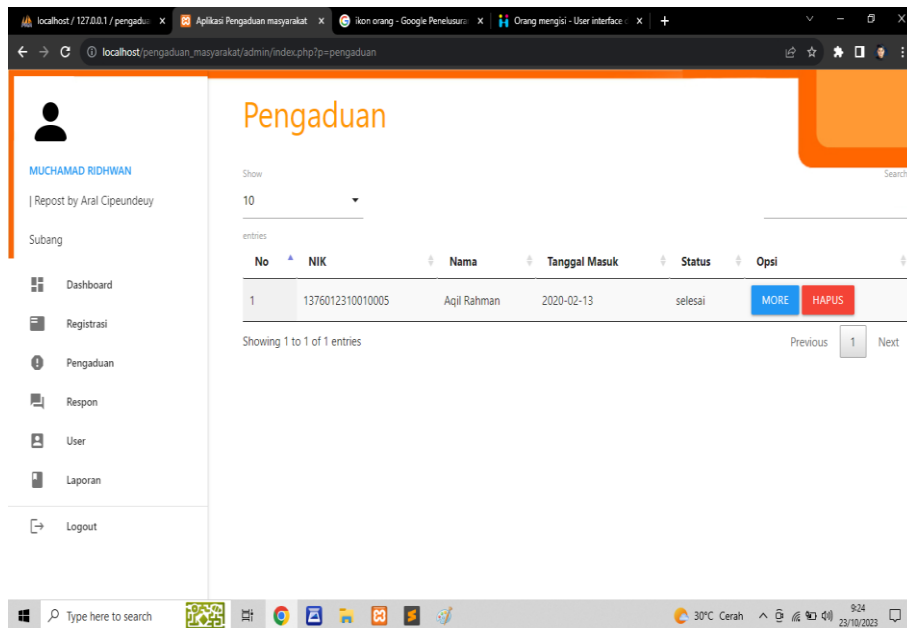 localhost / 127.0.0.1 / pengadua
Aplikasi Pengaduan masyarakat
ikon orang - Google Penelusura
Orang mengisi - User interface
localhost/pengaduan_masyarakat/admin/index.php?p=pengaduan
MUCHAMAD RIDHWAN
| Repost by Aral Cipeundeuy
Subang
Dashboard
Registrasi
Pengaduan
Respon
User
Laporan
Logout
Pengaduan
Show
Search
10
entries
No NIK Nama Tanggal Masuk Status Opsi
1 1376012310010005 Aqil Rahman 2020-02-13 selesai MORE HAPUS
Showing 1 to 1 of 1 entries
Previous 1 Next
Type here to search
30°C Cerah
9:24
23/10/2023